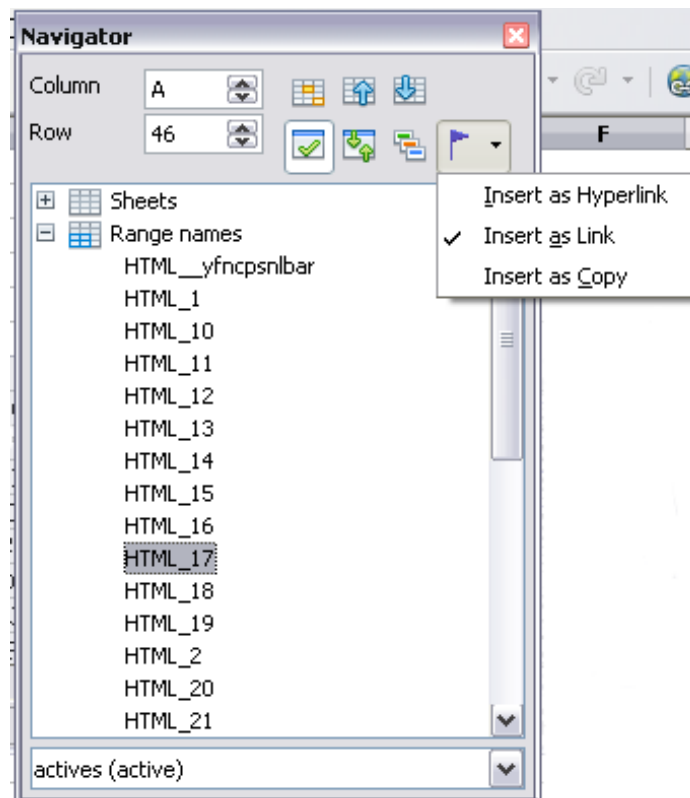 Navigator
Column A
Row 46
F
Insert as Hyperlink
Insert as Link
Insert as Copy
Sheets
Range names
HTML__yfncpsnlbar
HTML_1
HTML_10
HTML_11
HTML_12
HTML_13
HTML_14
HTML_15
HTML_16
HTML_17
HTML_18
HTML_19
HTML_2
HTML_20
HTML_21
actives (active)